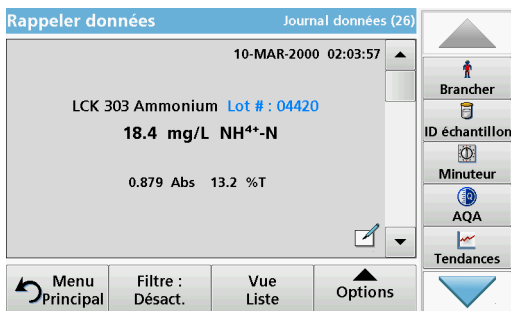 Rappeler données
Journal données (26)
10-MAR-2000 02:03:57
LCK 303 Ammonium Lot # : 04420
18.4 mg/L NH⁴⁺-N
0.879 Abs 13.2 %T
Brancher
ID échantillon
Minuteur
AQA
Tendances
Menu
Principal
Filtre :
Désact.
Vue
Liste
Options